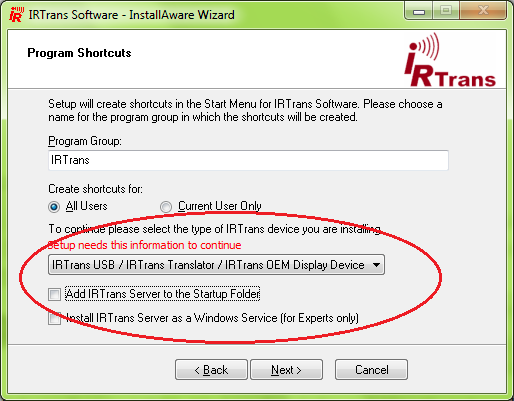 IRTrans Software - InstallAware Wizard
Program Shortcuts
iRTrans
Setup will create shortcuts in the Start Menu for IRTrans Software. Please choose a
name for the program group in which the shortcuts will be created.
Program Group:
IRTrans
Create shortcuts for:
All Users Current User Only
To continue please select the type of IRTrans device you are installing.
Setup needs this information to continue
IRTrans USB / IRTrans Translator / IRTrans OEM Display Device
Add IRTrans Server to the Startup Folder
Install IRTrans Server as a Windows Service (for Experts only)
< Back Next > Cancel